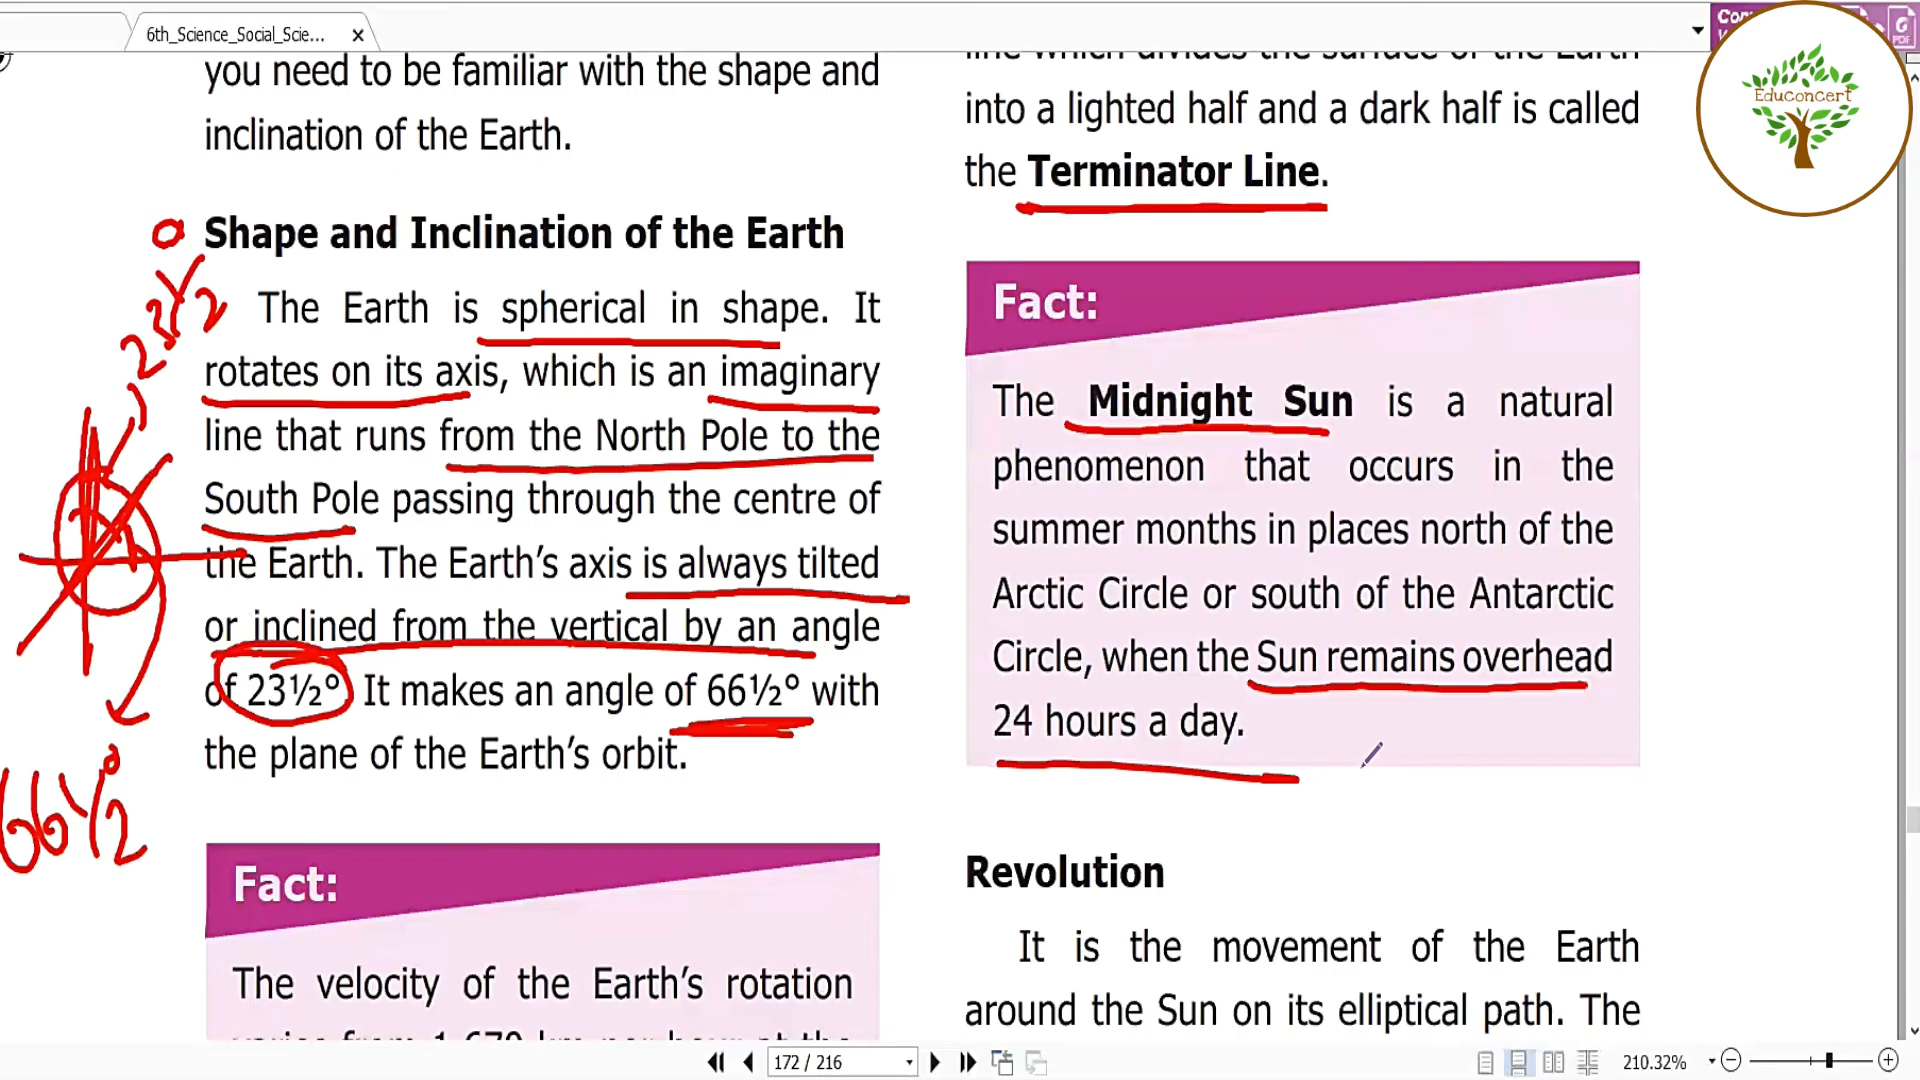 6th_Science_Social_Scie...
you need to be familiar with the shape and
inclination of the Earth.
Shape and Inclination of the Earth
The Earth is spherical in shape. It
rotates on its axis, which is an imaginary
line that runs from the North Pole to the
South Pole passing through the centre of
the Earth. The Earth's axis is always tilted
or inclined from the vertical by an angle
of 23½°. It makes an angle of 66½° with
the plane of the Earth's orbit.
23½°
66½°
Fact:
The velocity of the Earth's rotation
line which divides the surface of the Earth
into a lighted half and a dark half is called
the Terminator Line.
Fact:
The Midnight Sun is a natural
phenomenon that occurs in the
summer months in places north of the
Arctic Circle or south of the Antarctic
Circle, when the Sun remains overhead
24 hours a day.
Revolution
It is the movement of the Earth
around the Sun on its elliptical path. The
Educoncert
172 / 216
210.32%